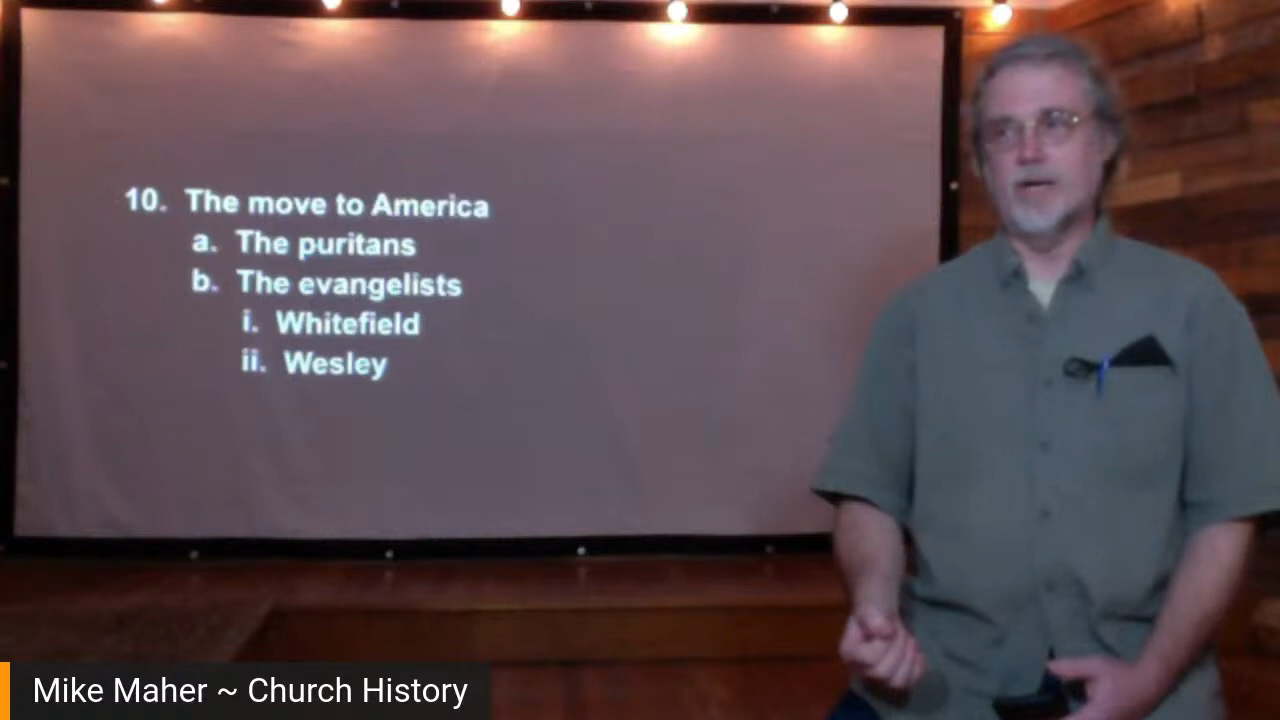 10. The move to America
a. The puritans
b. The evangelists
i. Whitefield
ii. Wesley
Mike Maher ~ Church History